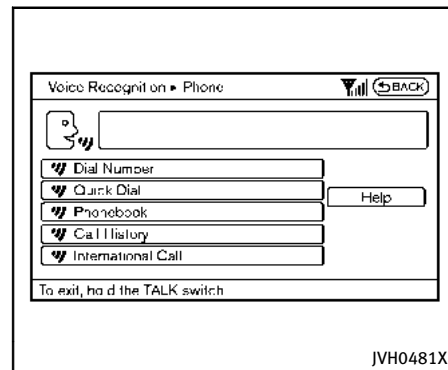 Voice Recognition ▸ Phone
BACK
Dial Number
Quick Dial
Help
Phonebook
Call History
International Call
To exit, hold the TALK switch
JVH0481X